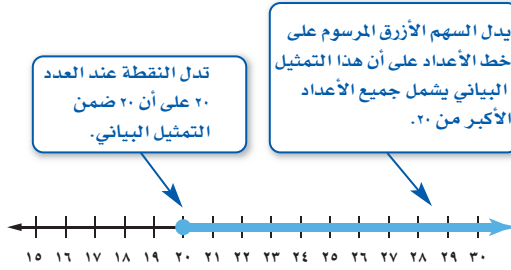 يدل السهم الأزرق المرسوم على
خط الأعداد على أن هذا التمثيل
البياني يشمل جميع الأعداد
الأكبر من ٢٠.
تدل النقطة عند العدد
٢٠ على أن ٢٠ ضمن
التمثيل البياني.
١٥ ١٦ ١٧ ١٨ ١٩ ٢٠ ٢١ ٢٢ ٢٣ ٢٤ ٢٥ ٢٦ ٢٧ ٢٨ ٢٩ ٣٠